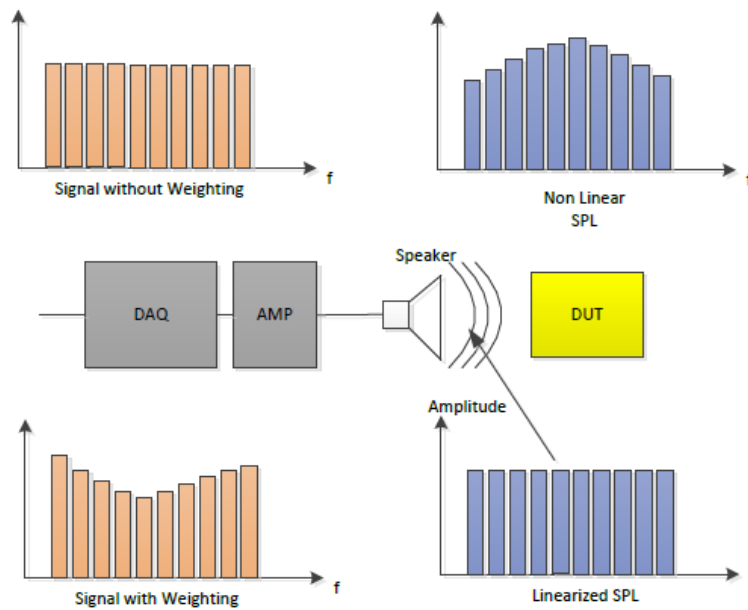 f
Signal without Weighting
f
Non Linear
SPL
Speaker
DAQ
AMP
DUT
Amplitude
f
Signal with Weighting
Linearized SPL